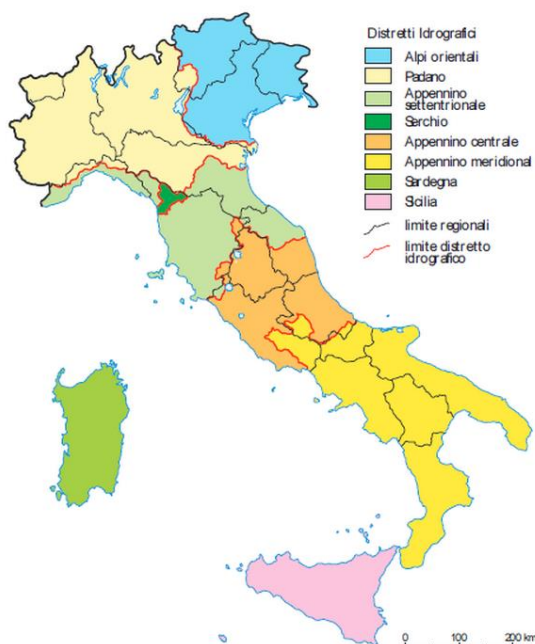 Distretti Idrografici
Alpi orientali
Padano
Appennino
settentrionale
Serchio
Appennino centrale
Appennino meridional
Sardegna
Sicilia
limite regionali
limite distretto
idrografico
0 100 200 km